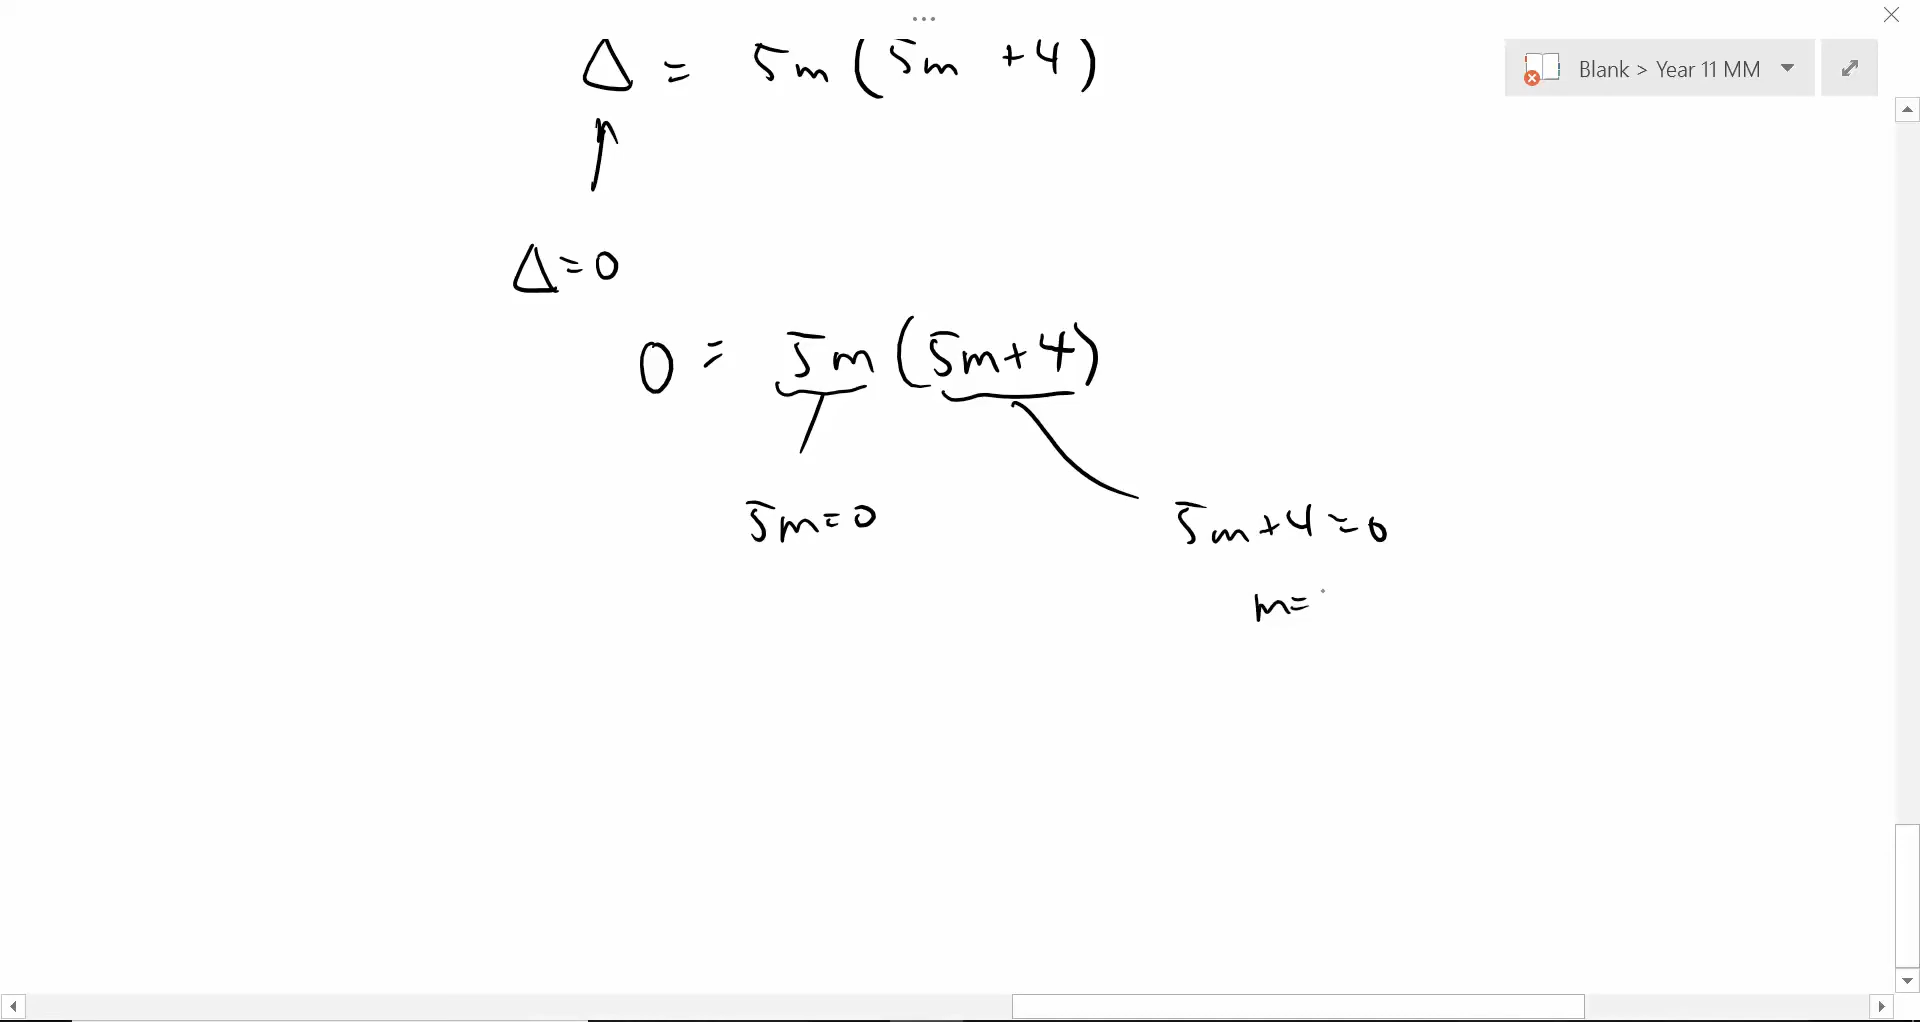 ...
Blank > Year 11 MM
Δ = 5m(5m +4)
Δ=0
0 = 5m(5m+4)
5m=0
5m+4=0
m=